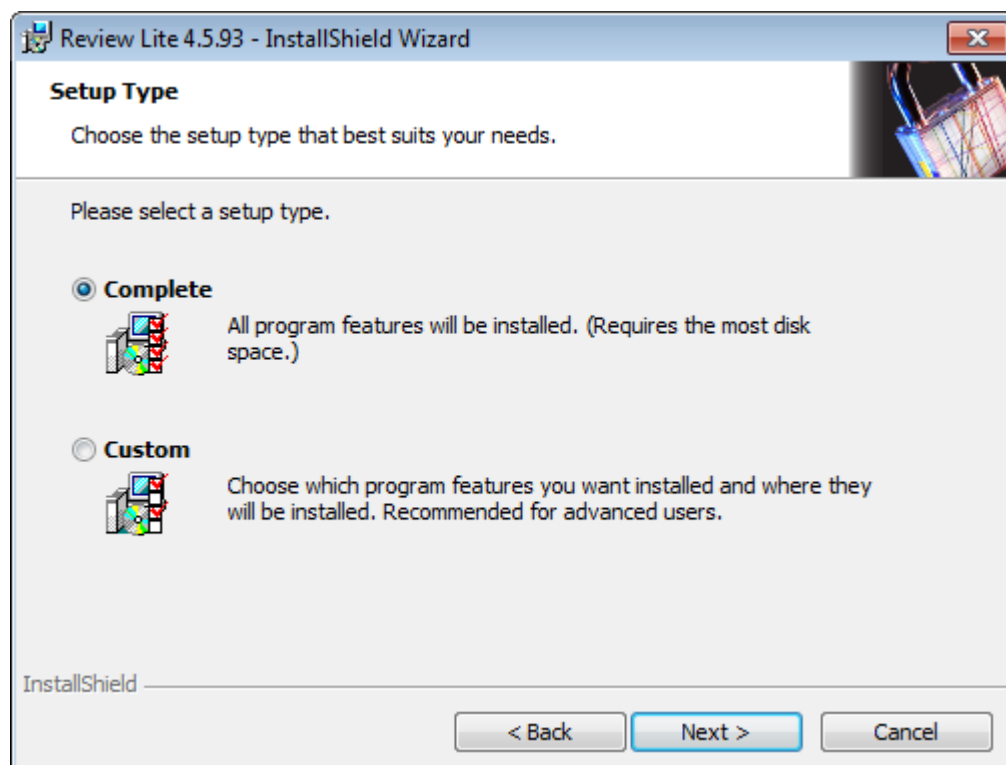 Review Lite 4.5.93 - InstallShield Wizard
Setup Type
Choose the setup type that best suits your needs.
Please select a setup type.
Complete
All program features will be installed. (Requires the most disk
space.)
Custom
Choose which program features you want installed and where they
will be installed. Recommended for advanced users.
InstallShield
< Back Next > Cancel